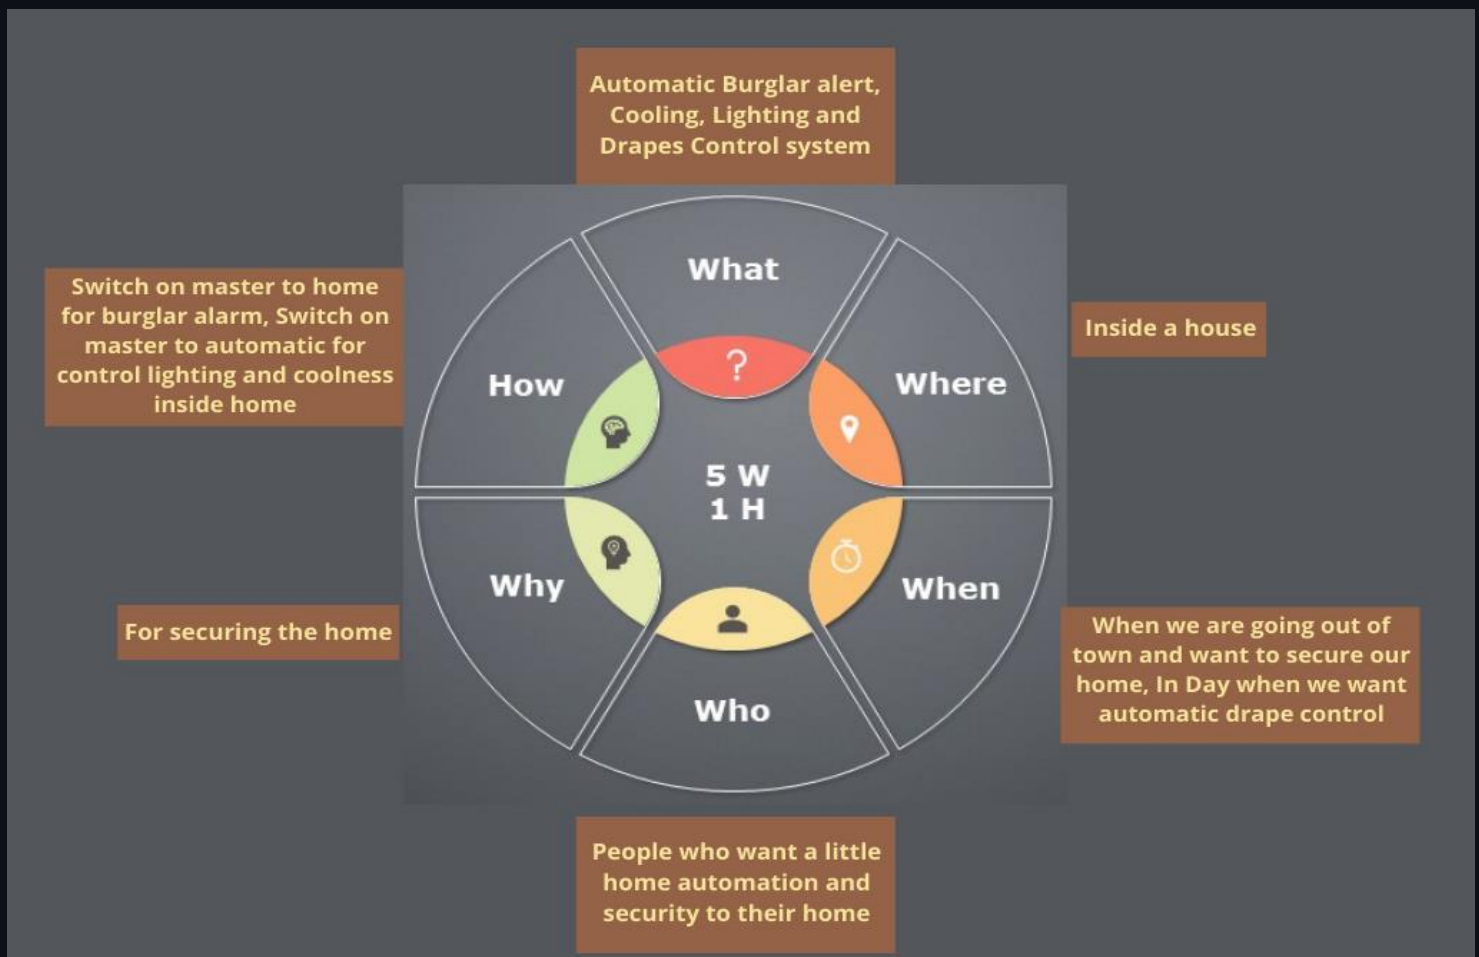 Automatic Burglar alert,
Cooling, Lighting and
Drapes Control system
What
?
Switch on master to home
for burglar alarm, Switch on
master to automatic for
control lighting and coolness
inside home
How
Where
Inside a house
5 W
1 H
Why
For securing the home
When
When we are going out of
town and want to secure our
home, In Day when we want
automatic drape control
Who
People who want a little
home automation and
security to their home